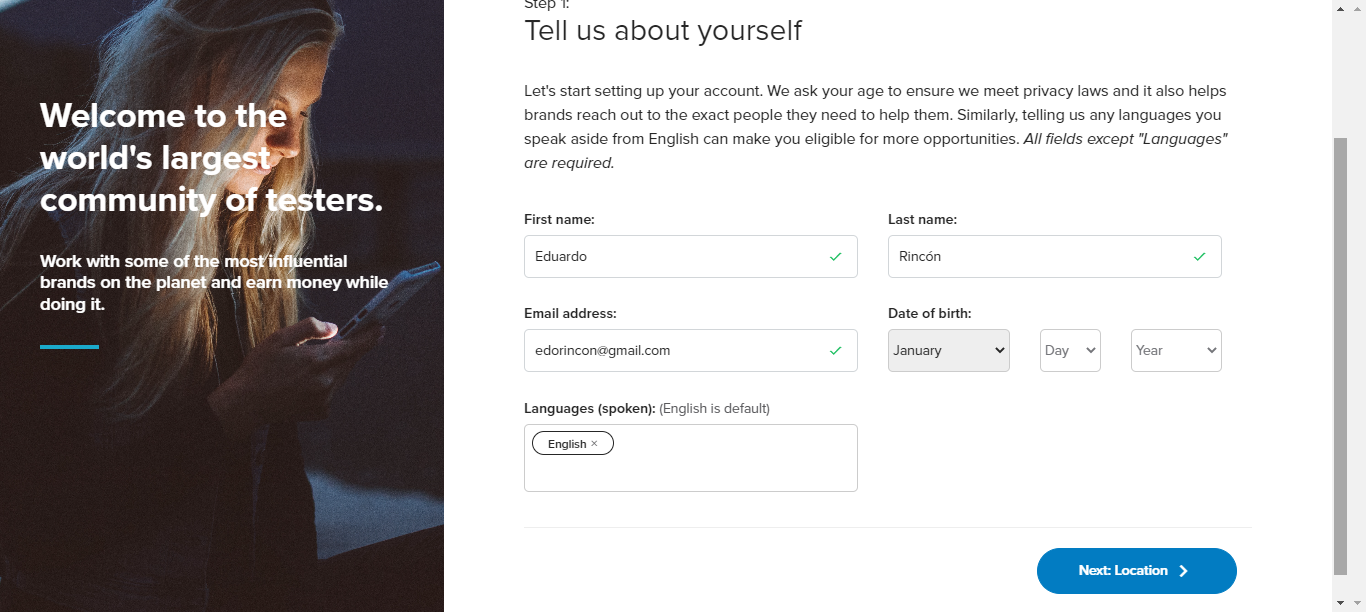 Step 1:
Tell us about yourself
Welcome to the
world's largest
community of testers.
Work with some of the most influential
brands on the planet and earn money while
doing it.
Let's start setting up your account. We ask your age to ensure we meet privacy laws and it also helps
brands reach out to the exact people they need to help them. Similarly, telling us any languages you
speak aside from English can make you eligible for more opportunities. All fields except "Languages"
are required.
First name:
Last name:
Eduardo
Rincón
Email address:
Date of birth:
edorincon@gmail.com
January
Day
Year
Languages (spoken): (English is default)
English ×
Next: Location